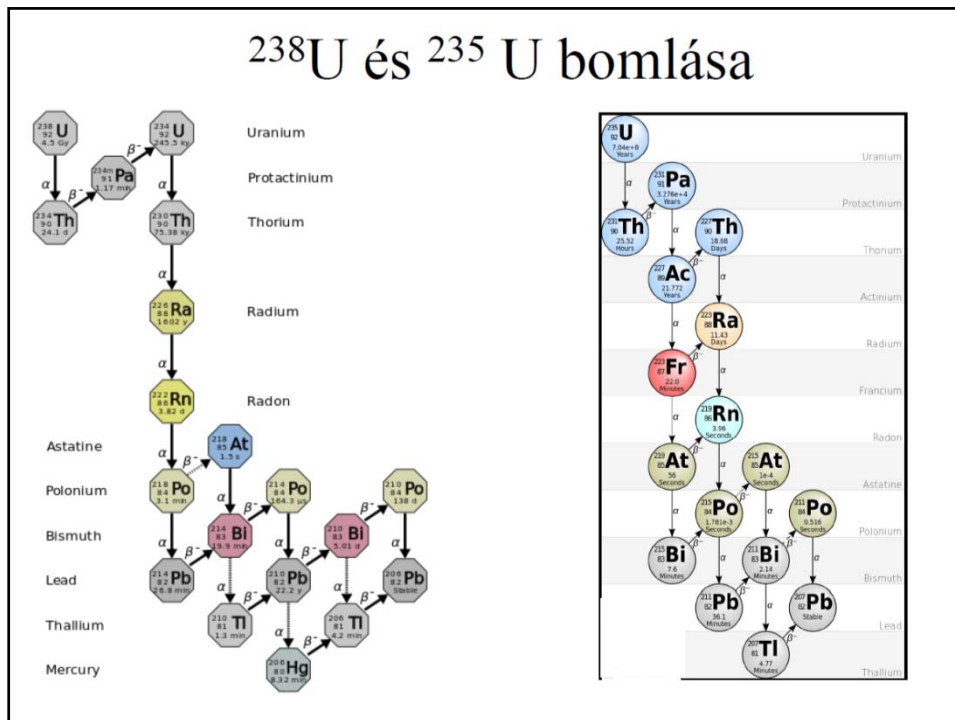 238U és 235 U bomlása
238
92 U
4.5 Gy
234
92 U
245.5 ky
Uranium
β⁻
234m
91 Pa
1.17 min
Protactinium
α
β⁻
α
234
90 Th
24.1 d
230
90 Th
75.38 ky
Thorium
α
226
88 Ra
1602 y
Radium
α
222
86 Rn
3.82 d
Radon
α
Astatine
218
85 At
1.5 s
β⁻
Polonium
218
84 Po
3.1 min
α
214
84 Po
164.3 µs
210
84 Po
138 d
Bismuth
α
214
83 Bi
19.9 min
β⁻
α
210
83 Bi
5.01 d
β⁻
α
Lead
214
82 Pb
26.8 min
β⁻
210
82 Pb
22.2 y
β⁻
206
82 Pb
Stable
α
α
Thallium
210
81 Tl
1.3 min
β⁻
206
81 Tl
4.2 min
β⁻
α
Mercury
206
80 Hg
8.32 min
β⁻
235
92 U
7.04e+8
Years
Uranium
α
231
91 Pa
3.276e+4
Years
Protactinium
231
90 Th
25.52
Hours
β⁻
α
227
90 Th
18.68
Days
Thorium
227
89 Ac
21.772
Years
β⁻
α
Actinium
α
223
88 Ra
11.43
Days
Radium
223
87 Fr
22.0
Minutes
β⁻
α
Francium
α
219
86 Rn
3.96
Seconds
Radon
219
85 At
56
Seconds
β⁻
α
215
85 At
1e-4
Seconds
Astatine
α
215
84 Po
1.781e-3
Seconds
β⁻
α
211
84 Po
0.516
Seconds
Polonium
215
83 Bi
7.6
Minutes
β⁻
α
211
83 Bi
2.14
Minutes
β⁻
α
Bismuth
211
82 Pb
36.1
Minutes
β⁻
α
207
82 Pb
Stable
Lead
207
81 Tl
4.77
Minutes
β⁻
Thallium